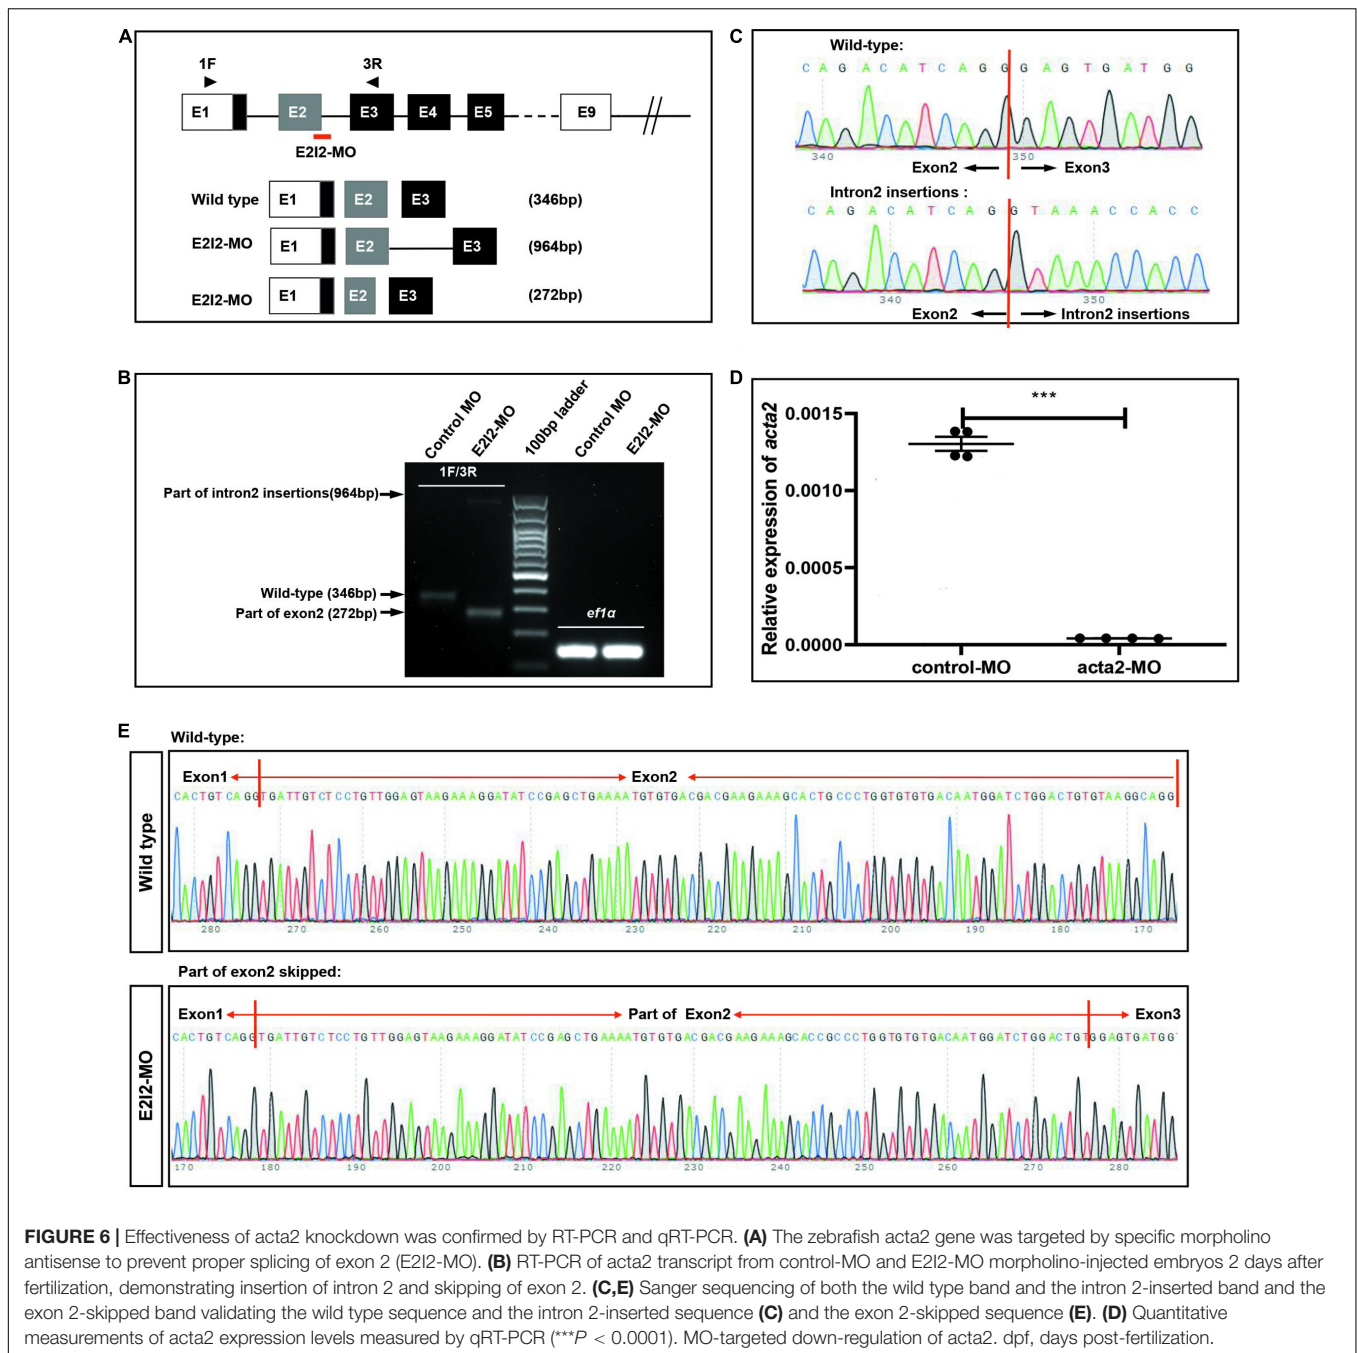 A
1F
3R
E1
E2
E3
E4
E5
E9
E2I2-MO
Wild type
E1
E2
E3
(346bp)
E2I2-MO
E1
E2
E3
(964bp)
E2I2-MO
E1
E2
E3
(272bp)
C
Wild-type:
C A G A C A T C A G G G A G T G A T G G
340
350
Exon2
Exon3
Intron2 insertions :
C A G A C A T C A G G T A A A C C A C C
340
350
Exon2
Intron2 insertions
B
Control MO
E2I2-MO
100bp ladder
Control MO
E2I2-MO
1F/3R
Part of intron2 insertions(964bp)
Wild-type (346bp)
Part of exon2 (272bp)
ef1α
D
Relative expression of acta2
***
0.0015
0.0010
0.0005
0.0000
control-MO
acta2-MO
E
Wild-type:
Wild type
Exon1
Exon2
CACTGTCAGGTGATTGTCTCCTGTTGGAGTAAGAAAGGATATCCGAGCTGAAAATGTGTGACGACGAAGAAAGCACTGCCCTGGTGTGTGACAATGGATCTGGACTGTGTAAGGCAGG
280 270 260 250 240 230 220 210 200 190 180 170
Part of exon2 skipped:
E2I2-MO
Exon1
Part of Exon2
Exon3
CACTGTCAGGTGATTGTCTCCTGTTGGAGTAAGAAAGGATATCCGAGCTGAAAATGTGTGACGACGAAGAAAGCACCGCCCTGGTGTGTGACAATGGATCTGGACTGTGGAGTGATGG
170 180 190 200 210 220 230 240 250 260 270 280
FIGURE 6 | Effectiveness of acta2 knockdown was confirmed by RT-PCR and qRT-PCR. (A) The zebrafish acta2 gene was targeted by specific morpholino
antisense to prevent proper splicing of exon 2 (E2I2-MO). (B) RT-PCR of acta2 transcript from control-MO and E2I2-MO morpholino-injected embryos 2 days after
fertilization, demonstrating insertion of intron 2 and skipping of exon 2. (C,E) Sanger sequencing of both the wild type band and the intron 2-inserted band and the
exon 2-skipped band validating the wild type sequence and the intron 2-inserted sequence (C) and the exon 2-skipped sequence (E). (D) Quantitative
measurements of acta2 expression levels measured by qRT-PCR (***P < 0.0001). MO-targeted down-regulation of acta2. dpf, days post-fertilization.